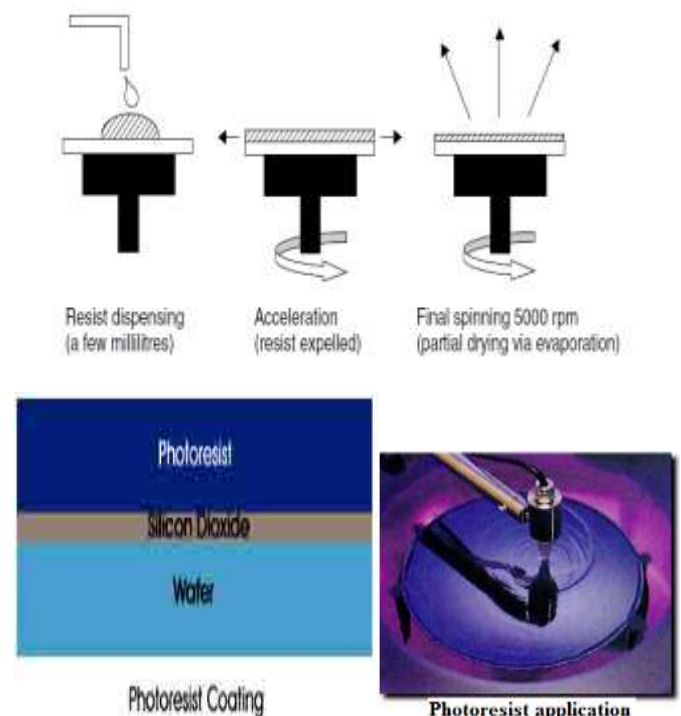 Resist dispensing
(a few millilitres)
Acceleration
(resist expelled)
Final spinning 5000 rpm
(partial drying via evaporation)
Photoresist
Silicon Dioxide
Water
Photoresist Coating
Photoresist application